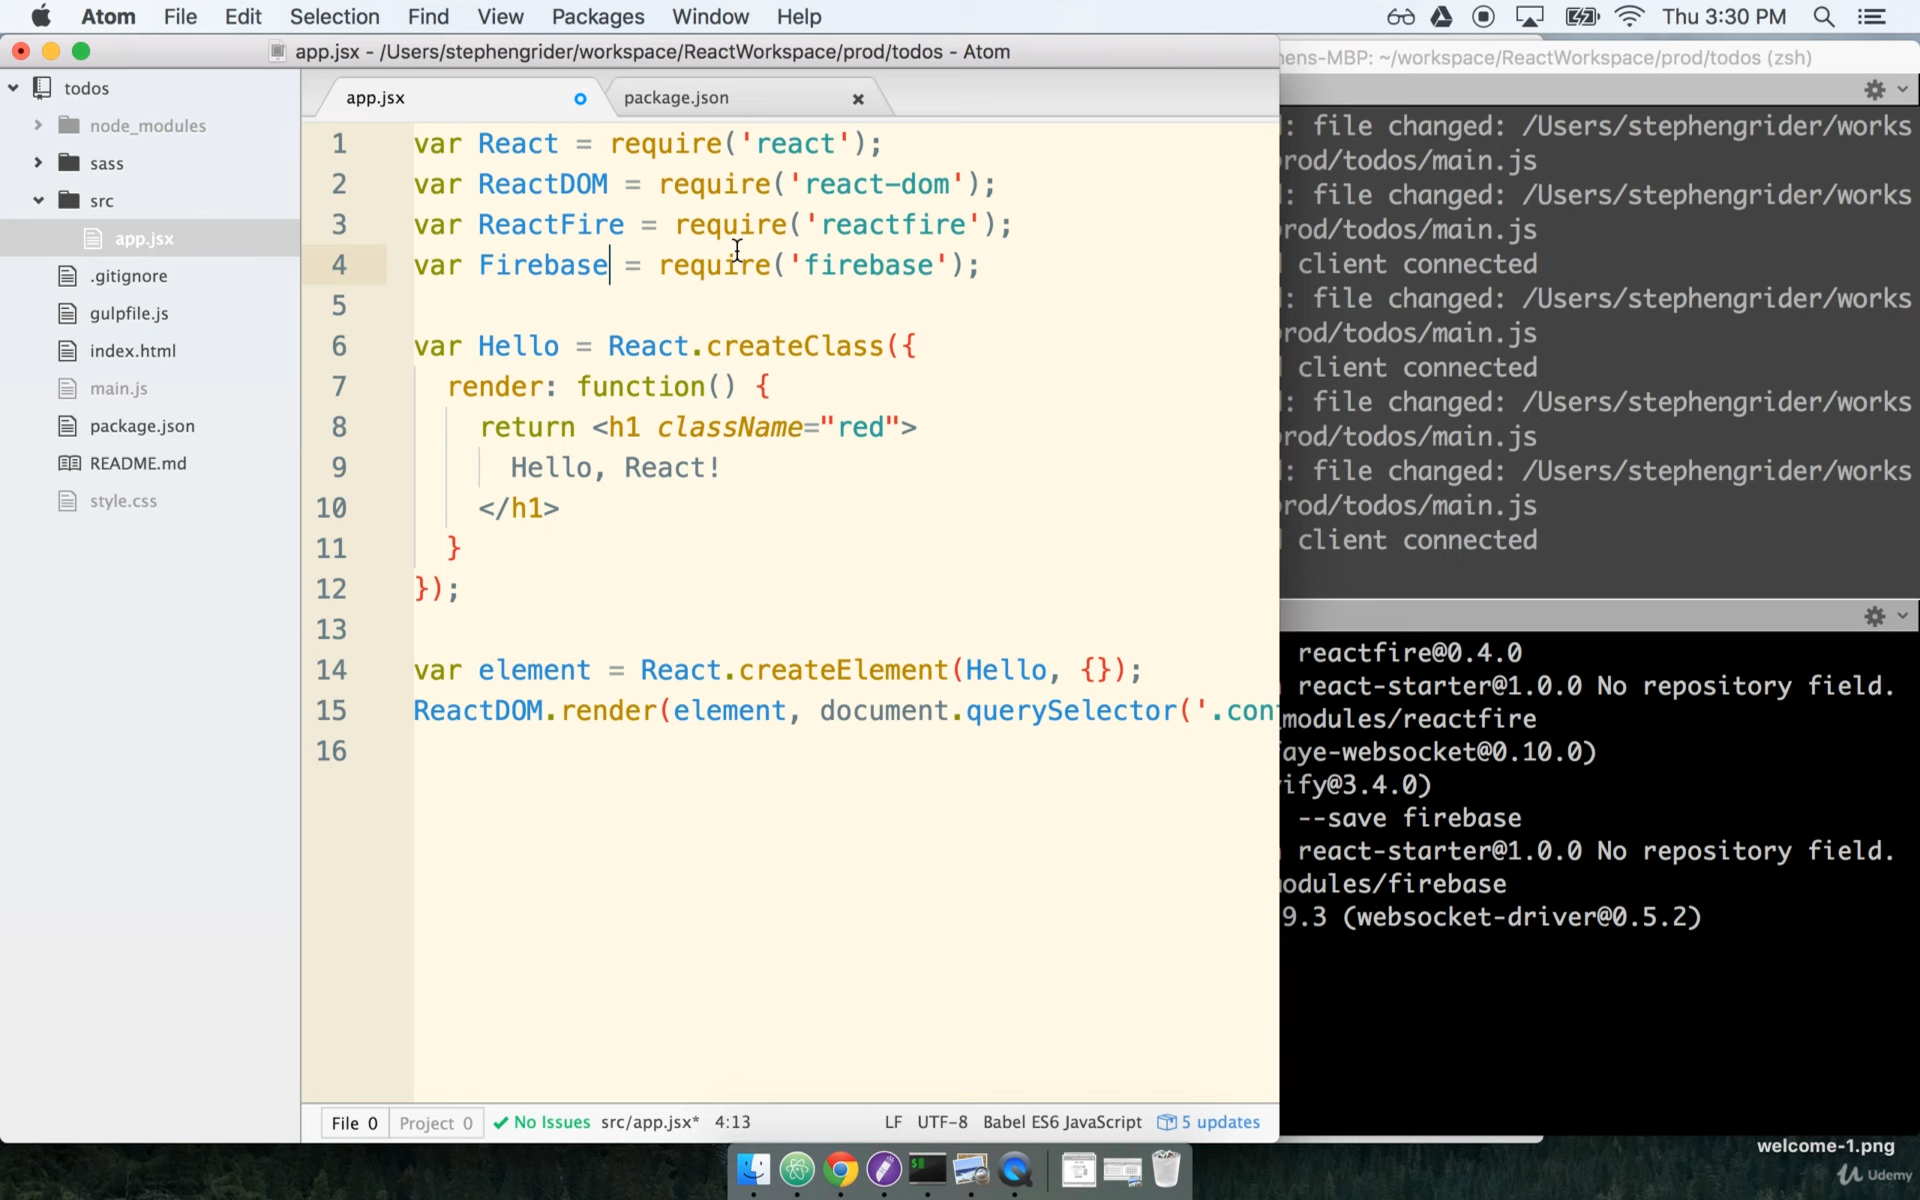 Atom File Edit Selection Find View Packages Window Help
Thu 3:30 PM
app.jsx - /Users/stephengrider/workspace/ReactWorkspace/prod/todos - Atom
todos
node_modules
sass
src
app.jsx
.gitignore
gulpfile.js
index.html
main.js
package.json
README.md
style.css
app.jsx
package.json
1 var React = require('react');
2 var ReactDOM = require('react-dom');
3 var ReactFire = require('reactfire');
4 var Firebase = require('firebase');
5
6 var Hello = React.createClass({
7 render: function() {
8 return <h1 className="red">
9 Hello, React!
10 </h1>
11 }
12 });
13
14 var element = React.createElement(Hello, {});
15 ReactDOM.render(element, document.querySelector('.con
16
File 0 Project 0 No Issues src/app.jsx* 4:13 LF UTF-8 Babel ES6 JavaScript 5 updates
ens-MBP: ~/workspace/ReactWorkspace/prod/todos (zsh)
: file changed: /Users/stephengrider/works
rod/todos/main.js
: file changed: /Users/stephengrider/works
rod/todos/main.js
client connected
: file changed: /Users/stephengrider/works
rod/todos/main.js
client connected
: file changed: /Users/stephengrider/works
rod/todos/main.js
: file changed: /Users/stephengrider/works
rod/todos/main.js
client connected
reactfire@0.4.0
react-starter@1.0.0 No repository field.
modules/reactfire
aye-websocket@0.10.0)
ify@3.4.0)
--save firebase
react-starter@1.0.0 No repository field.
odules/firebase
9.3 (websocket-driver@0.5.2)
welcome-1.png
Udemy